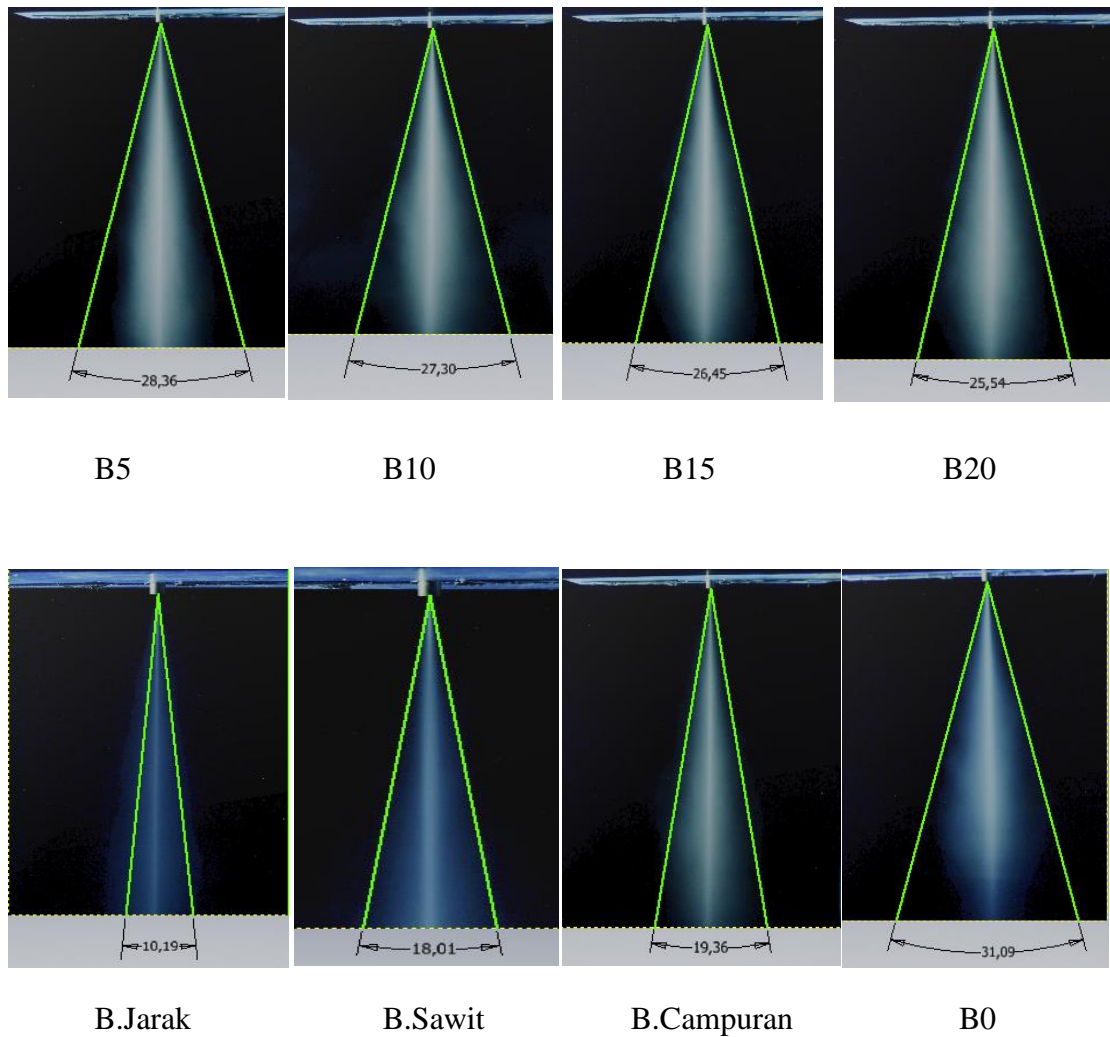 28,36
27,30
26,45
25,54
B5
B10
B15
B20
10,19
18,01
19,36
31,09
B.Jarak
B.Sawit
B.Campuran
B0